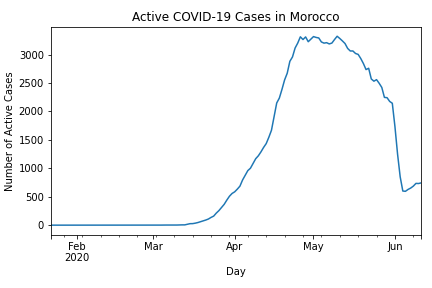 Active COVID-19 Cases in Morocco
Number of Active Cases
3000
2500
2000
1500
1000
500
0
Feb
2020
Mar
Apr
May
Jun
Day